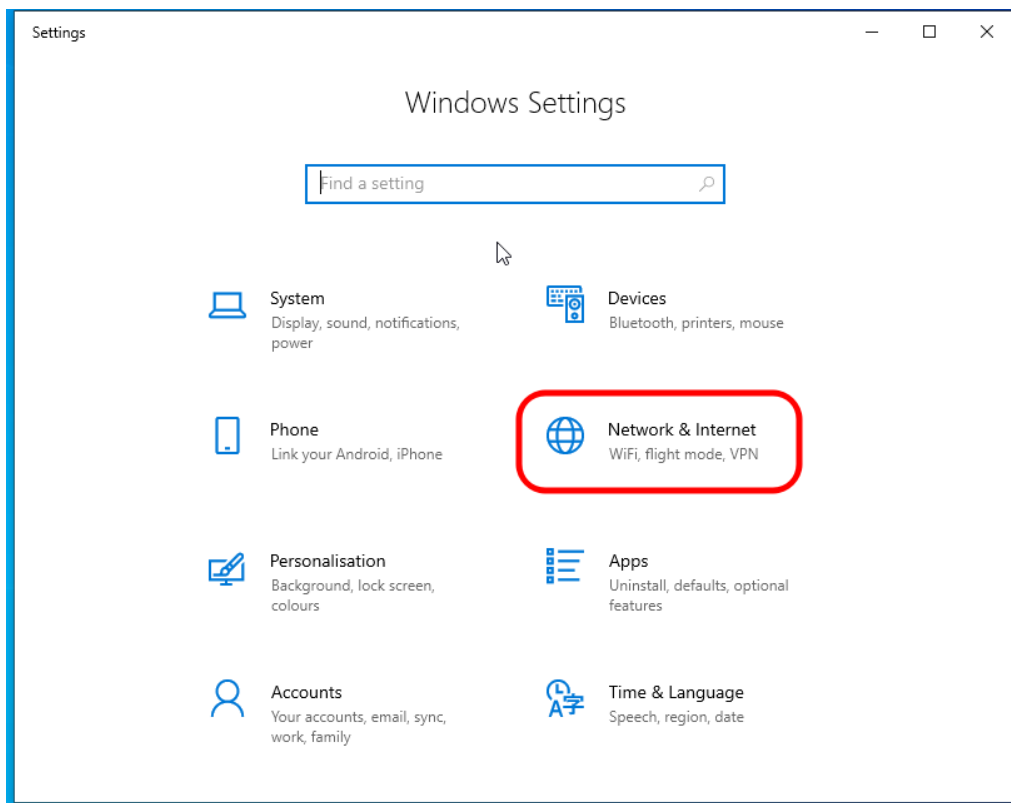 Settings
Windows Settings
Find a setting
System
Display, sound, notifications,
power
Devices
Bluetooth, printers, mouse
Phone
Link your Android, iPhone
Network & Internet
WiFi, flight mode, VPN
Personalisation
Background, lock screen,
colours
Apps
Uninstall, defaults, optional
features
Accounts
Your accounts, email, sync,
work, family
Time & Language
Speech, region, date